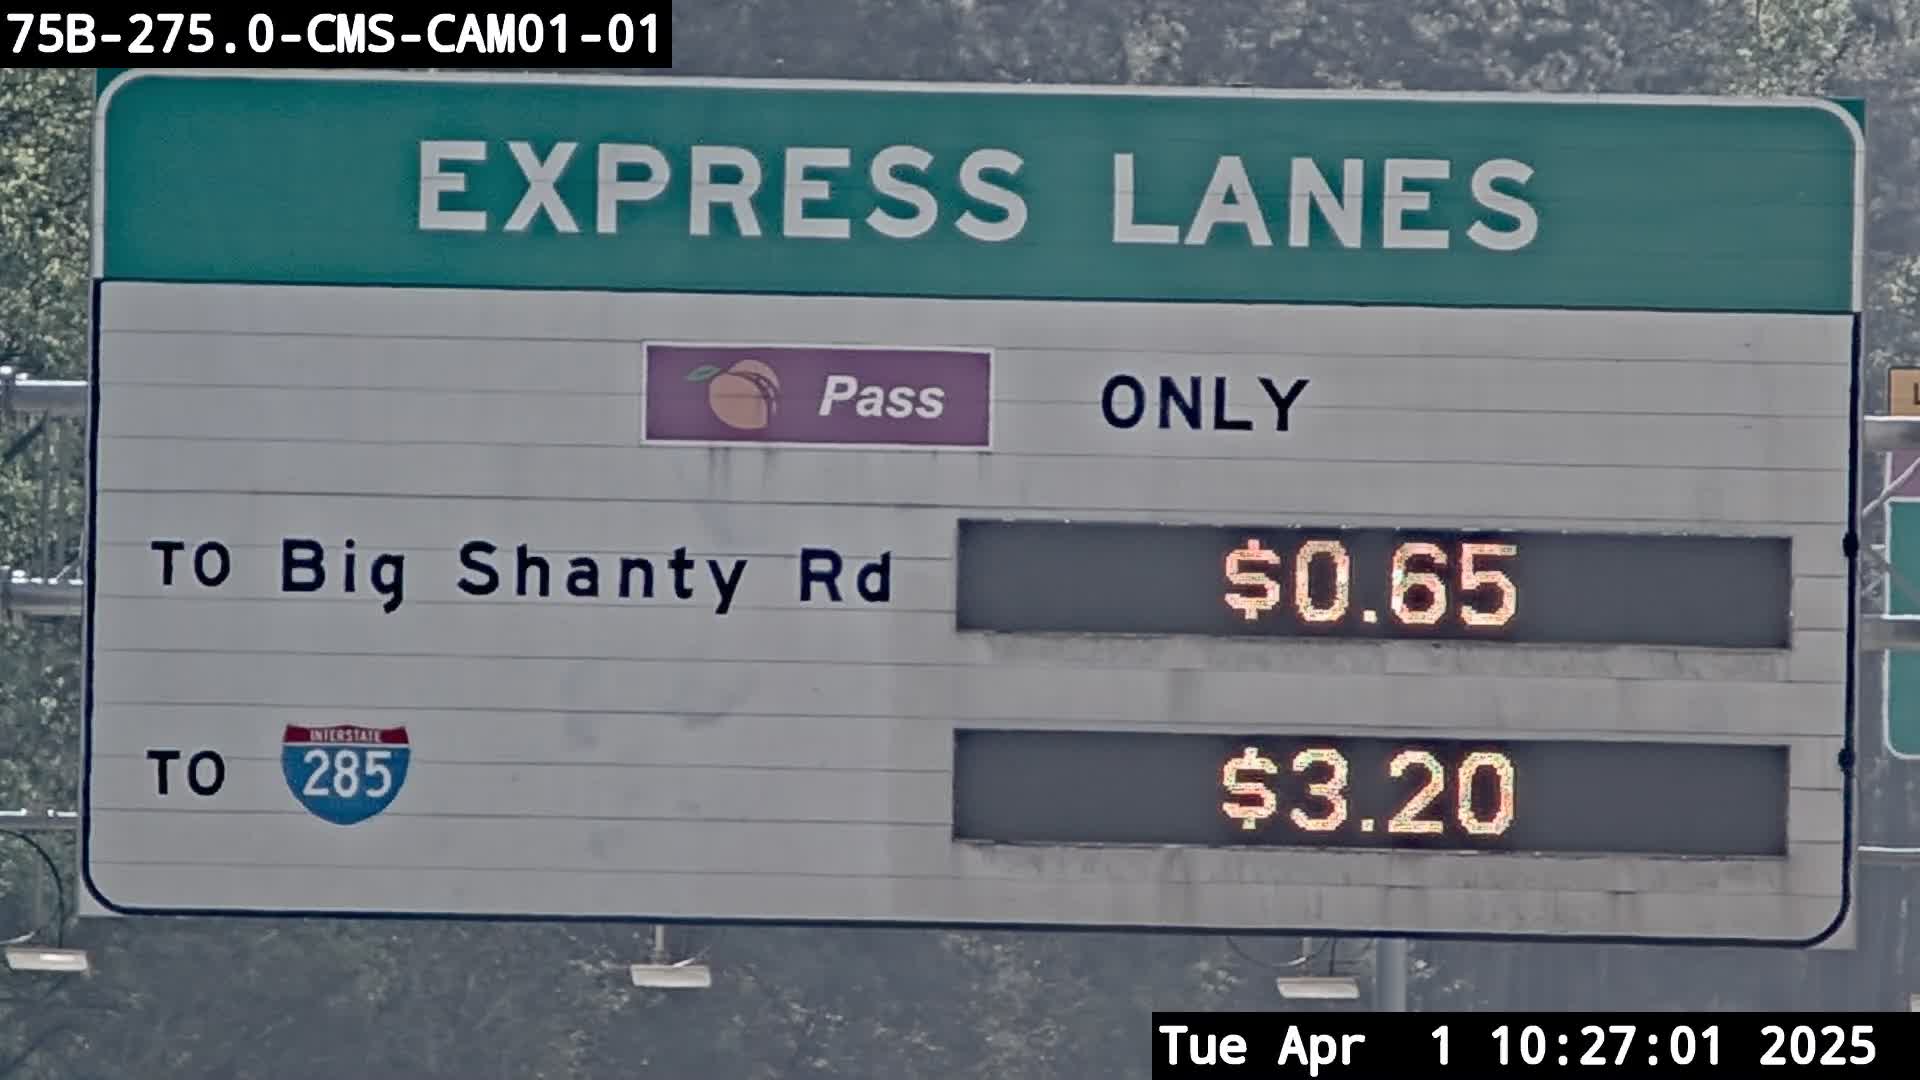 75B-275.0-CMS-CAM01-01
EXPRESS LANES
Pass ONLY
TO Big Shanty Rd $0.65
TO INTERSTATE 285 $3.20
Tue Apr 1 10:27:01 2025